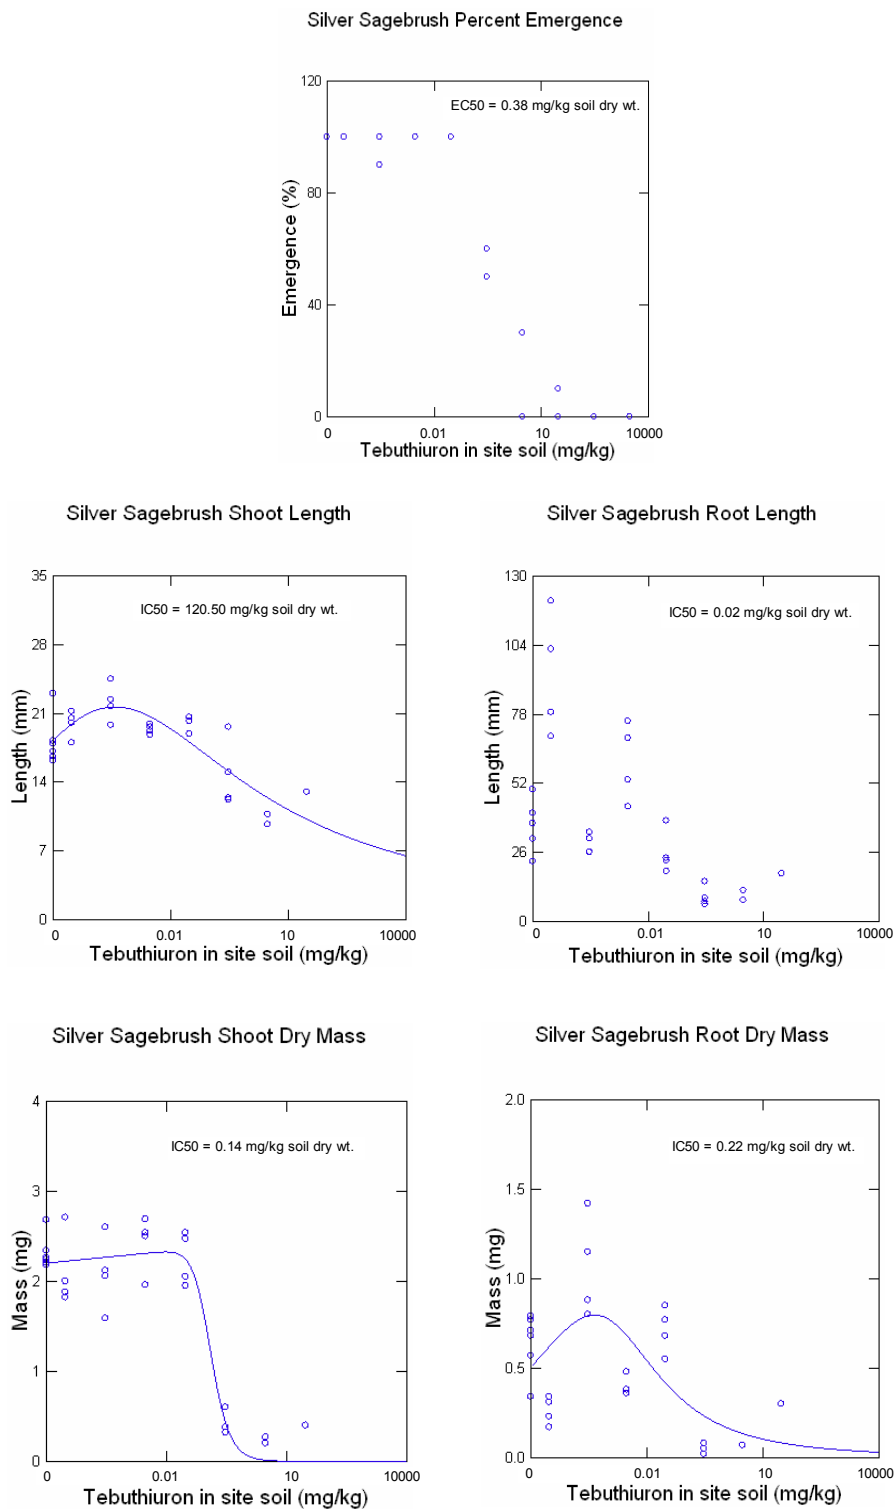 Silver Sagebrush Percent Emergence
120
EC50 = 0.38 mg/kg soil dry wt.
80
Emergence (%)
40
0
0 0.01 10 10000
Tebuthiuron in site soil (mg/kg)
Silver Sagebrush Shoot Length
35
IC50 = 120.50 mg/kg soil dry wt.
28
21
Length (mm)
14
7
0
0 0.01 10 10000
Tebuthiuron in site soil (mg/kg)
Silver Sagebrush Root Length
130
IC50 = 0.02 mg/kg soil dry wt.
104
78
Length (mm)
52
26
0
0 0.01 10 10000
Tebuthiuron in site soil (mg/kg)
Silver Sagebrush Shoot Dry Mass
4
IC50 = 0.14 mg/kg soil dry wt.
3
Mass (mg)
2
1
0
0 0.01 10 10000
Tebuthiuron in site soil (mg/kg)
Silver Sagebrush Root Dry Mass
2.0
IC50 = 0.22 mg/kg soil dry wt.
1.5
Mass (mg)
1.0
0.5
0.0
0 0.01 10 10000
Tebuthiuron in site soil (mg/kg)